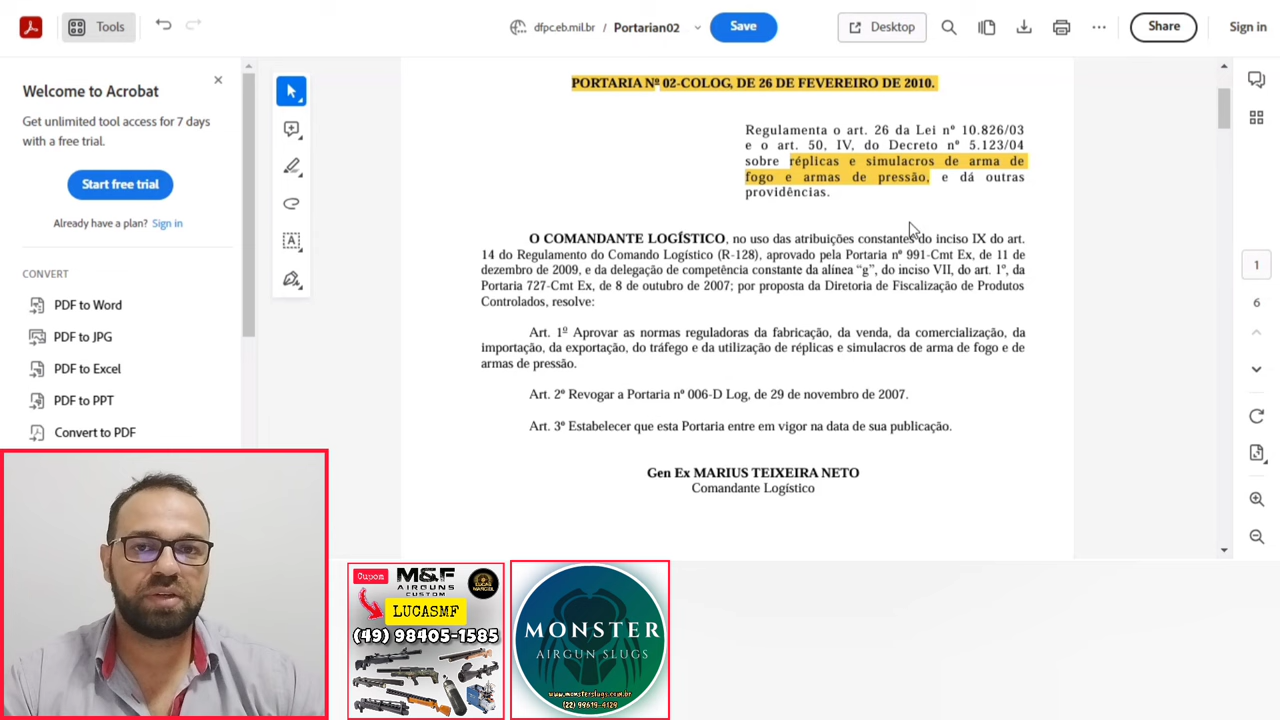 Tools
dfpc.eb.mil.br / Portarian02
Save
Desktop
Share
Sign in
Welcome to Acrobat
Get unlimited tool access for 7 days
with a free trial.
Start free trial
Already have a plan? Sign in
CONVERT
PDF to Word
PDF to JPG
PDF to Excel
PDF to PPT
Convert to PDF
PORTARIA Nº 02-COLOG, DE 26 DE FEVEREIRO DE 2010.
Regulamenta o art. 26 da Lei nº 10.826/03
e o art. 50, IV, do Decreto nº 5.123/04
sobre réplicas e simulacros de arma de
fogo e armas de pressão, e dá outras
providências.
O COMANDANTE LOGÍSTICO, no uso das atribuições constantes do inciso IX do art.
14 do Regulamento do Comando Logístico (R-128), aprovado pela Portaria nº 991-Cmt Ex, de 11 de
dezembro de 2009, e da delegação de competência constante da alínea “g”, do inciso VII, do art. 1º, da
Portaria 727-Cmt Ex, de 8 de outubro de 2007; por proposta da Diretoria de Fiscalização de Produtos
Controlados, resolve:
Art. 1º Aprovar as normas reguladoras da fabricação, da venda, da comercialização, da
importação, da exportação, do tráfego e da utilização de réplicas e simulacros de arma de fogo e de
armas de pressão.
Art. 2º Revogar a Portaria nº 006-D Log, de 29 de novembro de 2007.
Art. 3º Estabelecer que esta Portaria entre em vigor na data de sua publicação.
Gen Ex MARIUS TEIXEIRA NETO
Comandante Logístico
1
6
Cupon
M&F
AIRGUNS
CUSTOM
LUCAS
MACIEL
LUCASMF
(49) 98405-1585
MONSTER
AIRGUN SLUGS
www.monsterslugs.com.br
(22) 99619-4129